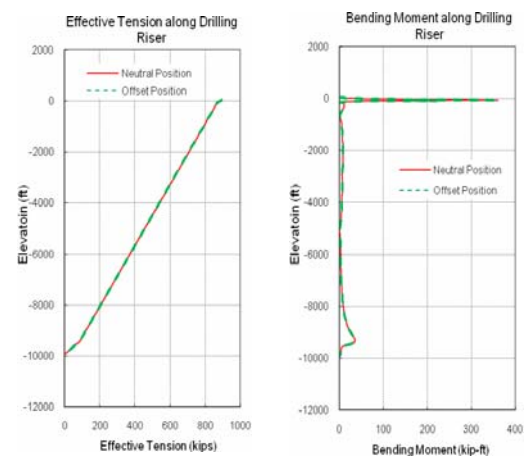 Effective Tension along Drilling
Riser
2000
0
-2000
-4000
-6000
-8000
-10000
-12000
Elevatoin (ft)
Neutral Position
Offset Position
0 200 400 600 800 1000
Effective Tension (kips)
Bending Moment along Drilling
Riser
2000
0
-2000
-4000
-6000
-8000
-10000
-12000
Elevatoin (ft)
Neutral Position
Offset Position
0 100 200 300 400
Bending Moment (kip-ft)